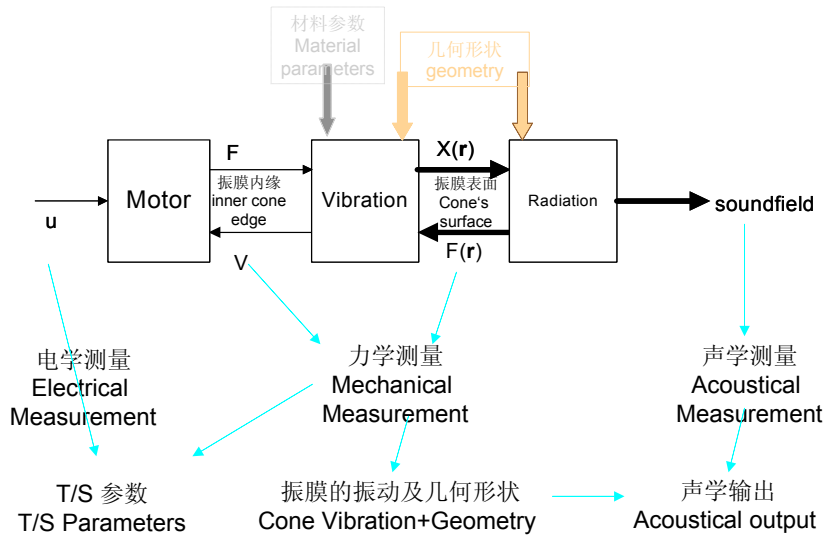 材料参数
Material
parameters
几何形状
geometry
F
X(r)
振膜内缘
inner cone
edge
振膜表面
Cone's
surface
Motor
Vibration
Radiation
u
soundfield
V
F(r)
电学测量
Electrical
Measurement
力学测量
Mechanical
Measurement
声学测量
Acoustical
Measurement
T/S 参数
T/S Parameters
振膜的振动及几何形状
Cone Vibration+Geometry
声学输出
Acoustical output